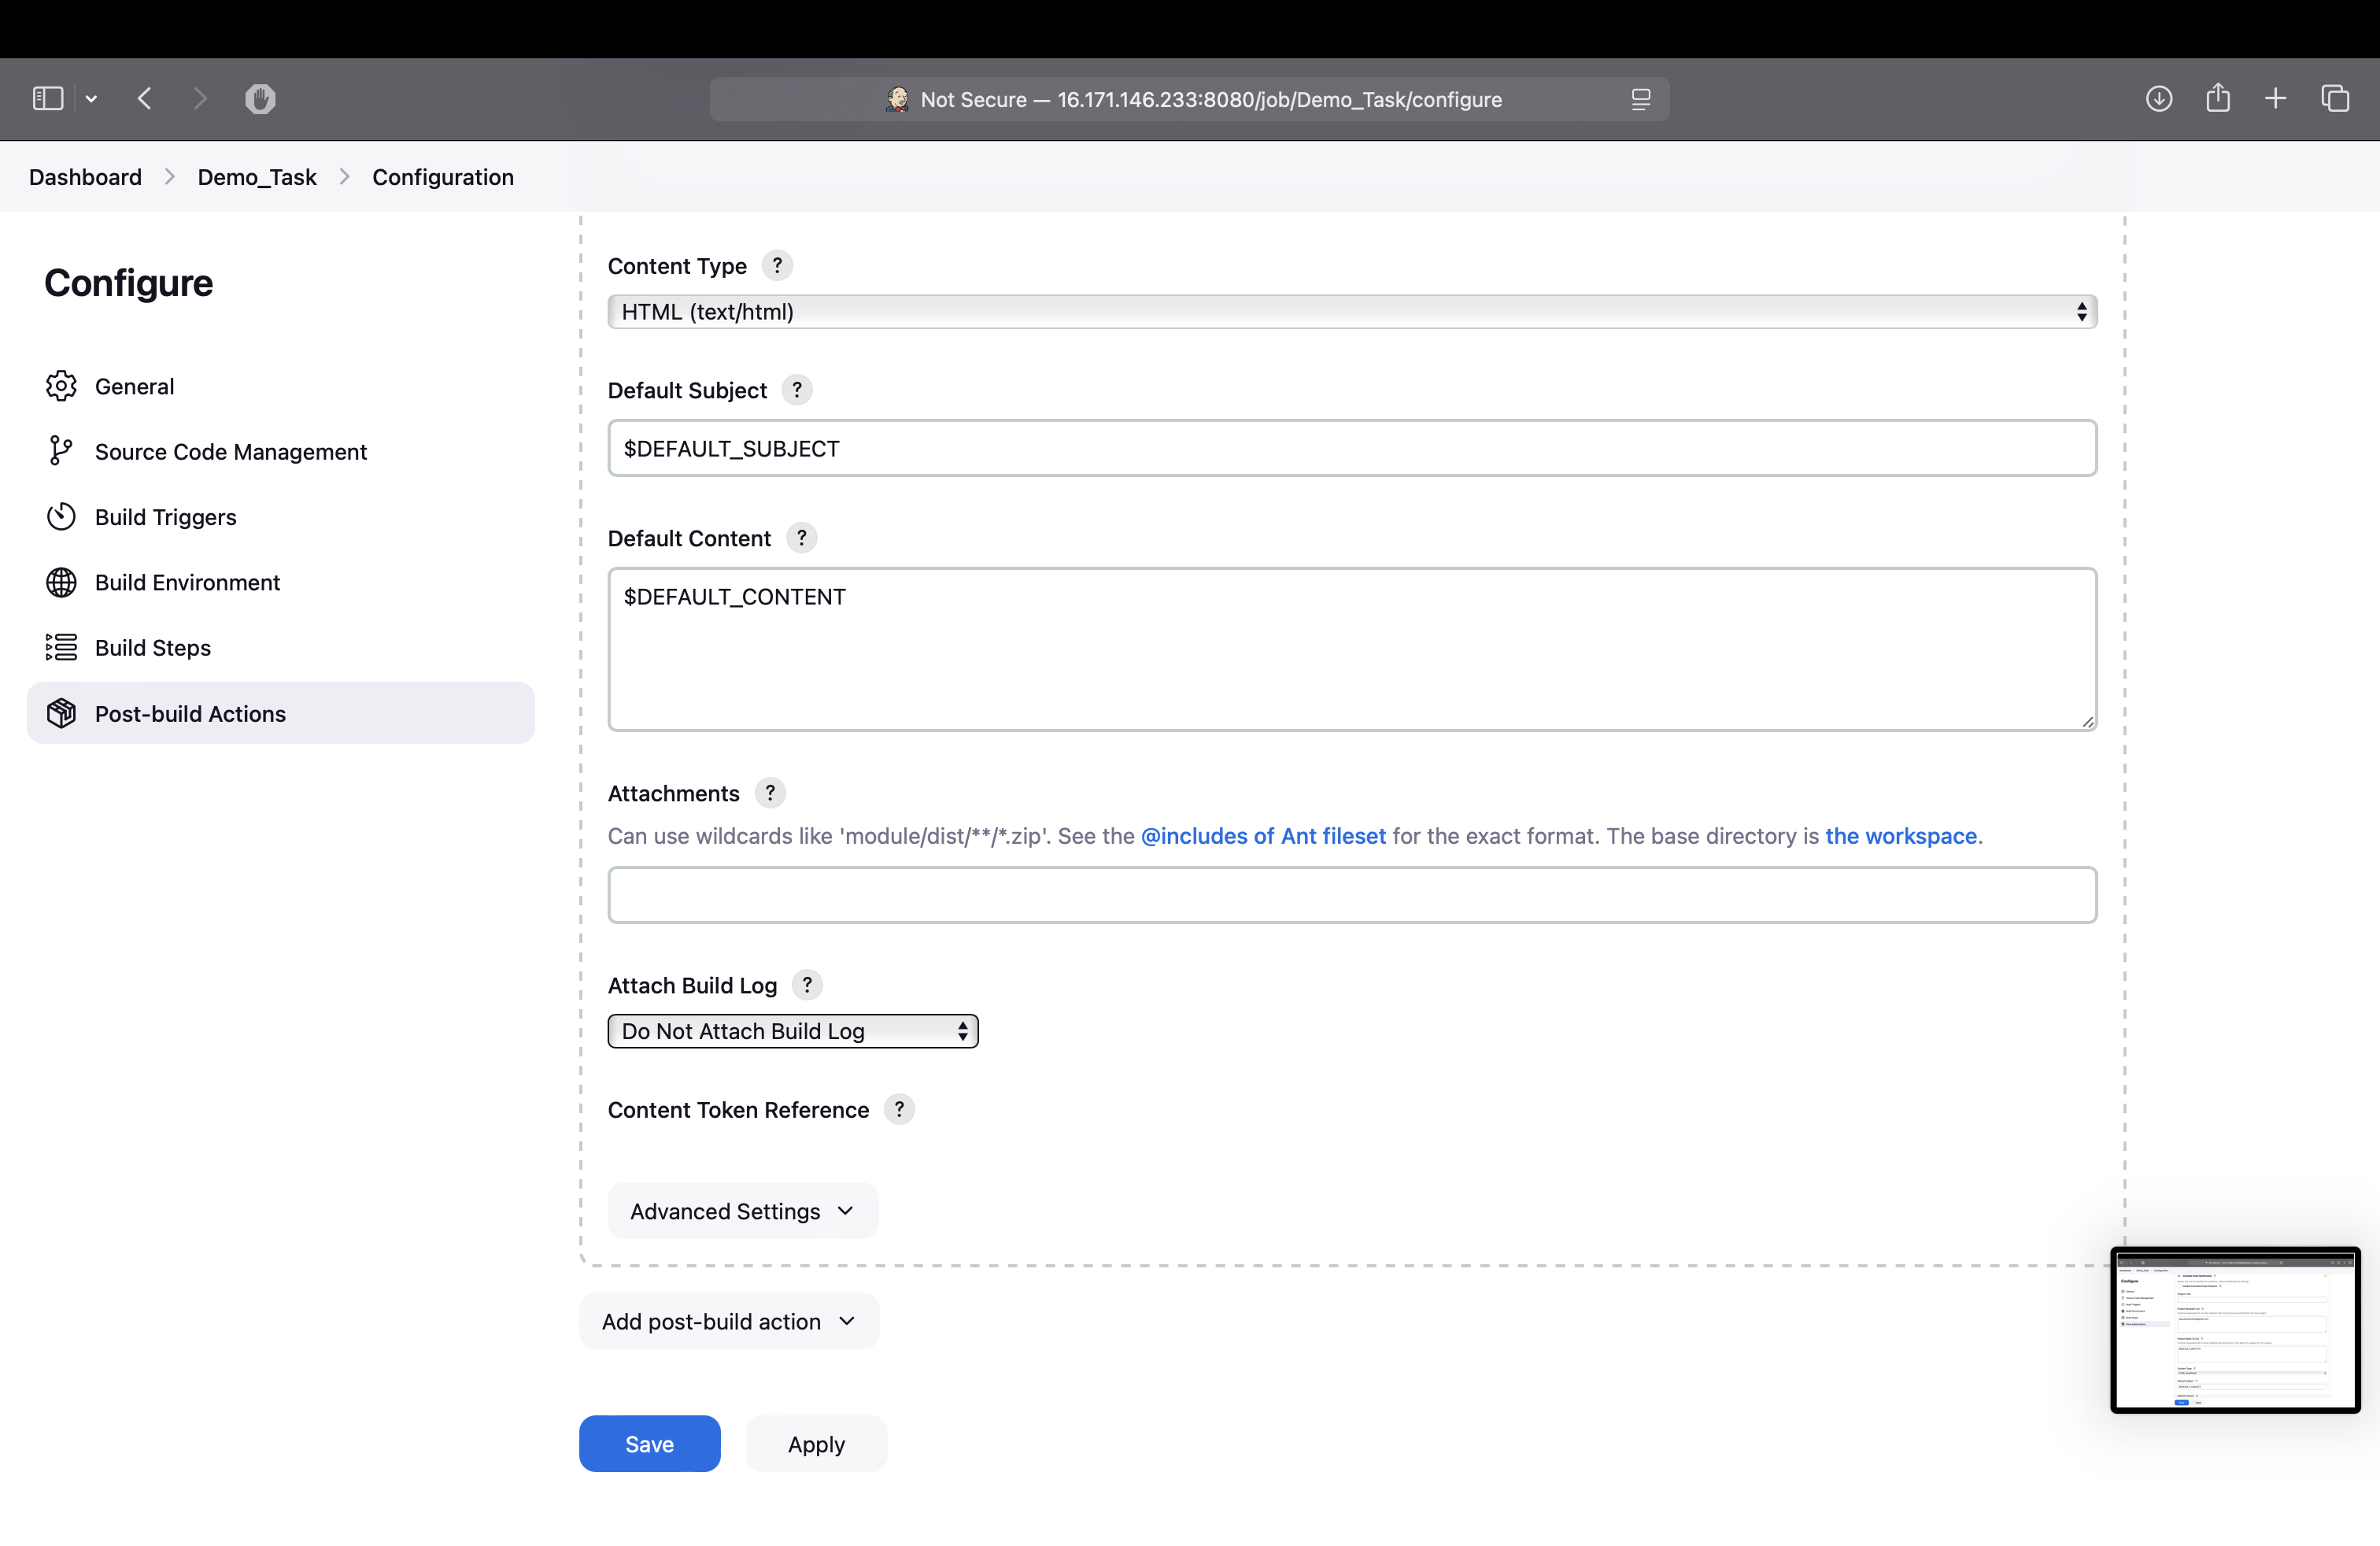 Not Secure — 16.171.146.233:8080/job/Demo_Task/configure
Dashboard > Demo_Task > Configuration
Configure
General
Source Code Management
Build Triggers
Build Environment
Build Steps
Post-build Actions
Content Type ?
HTML (text/html)
Default Subject ?
$DEFAULT_SUBJECT
Default Content ?
$DEFAULT_CONTENT
Attachments ?
Can use wildcards like 'module/dist/**/*.zip'. See the @includes of Ant fileset for the exact format. The base directory is the workspace.
Attach Build Log ?
Do Not Attach Build Log
Content Token Reference ?
Advanced Settings
Add post-build action
Save
Apply